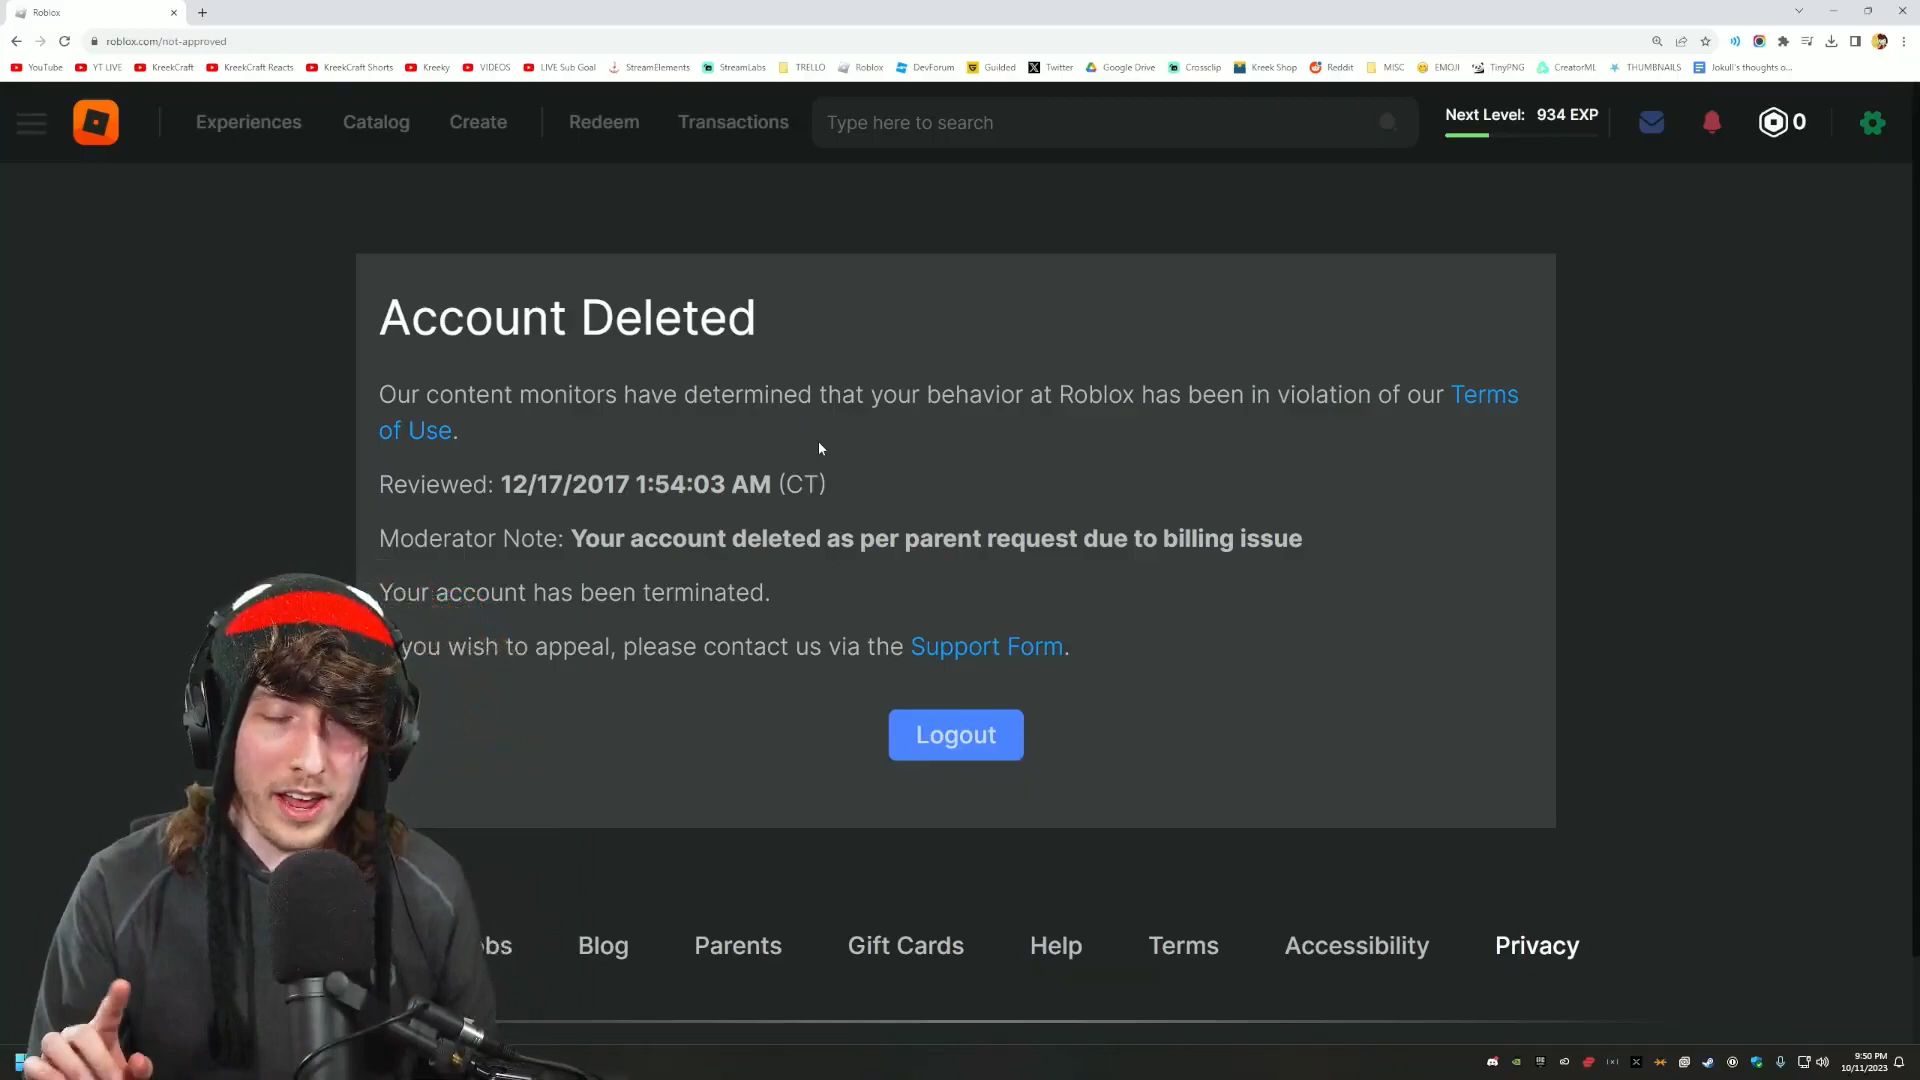 Roblox
roblox.com/not-approved
YouTube YT LIVE KreekCraft KreekCraft Reacts KreekCraft Shorts Kreeky VIDEOS LIVE Sub Goal StreamElements StreamLabs TRELLO Roblox DevForum Guilded Twitter Google Drive Crossclip Kreek Shop Reddit MISC EMOJI TinyPNG CreatorML THUMBNAILS Jokull's thoughts o...
Experiences Catalog Create Redeem Transactions Type here to search Next Level: 934 EXP 0
Account Deleted
Our content monitors have determined that your behavior at Roblox has been in violation of our Terms
of Use.
Reviewed: 12/17/2017 1:54:03 AM (CT)
Moderator Note: Your account deleted as per parent request due to billing issue
Your account has been terminated.
you wish to appeal, please contact us via the Support Form.
Logout
Blog Parents Gift Cards Help Terms Accessibility Privacy
9:50 PM
10/11/2023